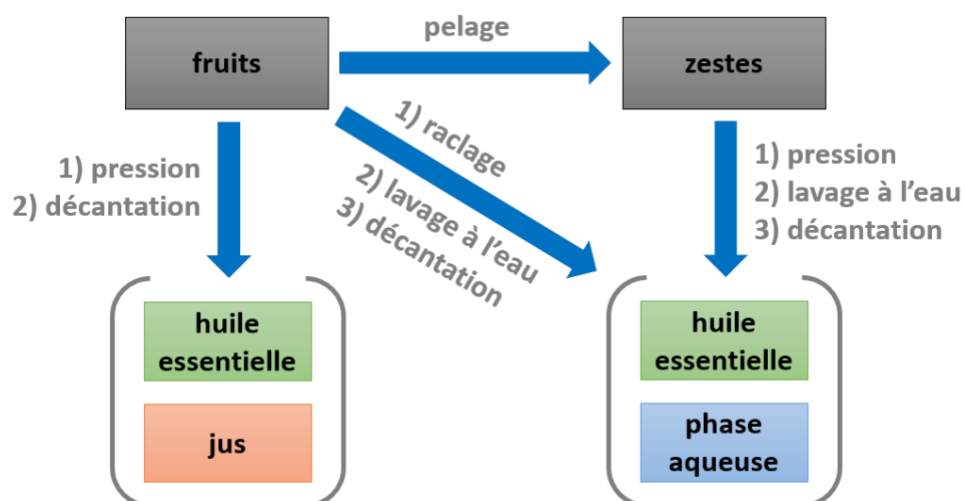 pelage
fruits
zestes
1) pression
2) décantation
1) raclage
2) lavage à l'eau
3) décantation
1) pression
2) lavage à l'eau
3) décantation
huile
essentielle
jus
huile
essentielle
phase
aqueuse